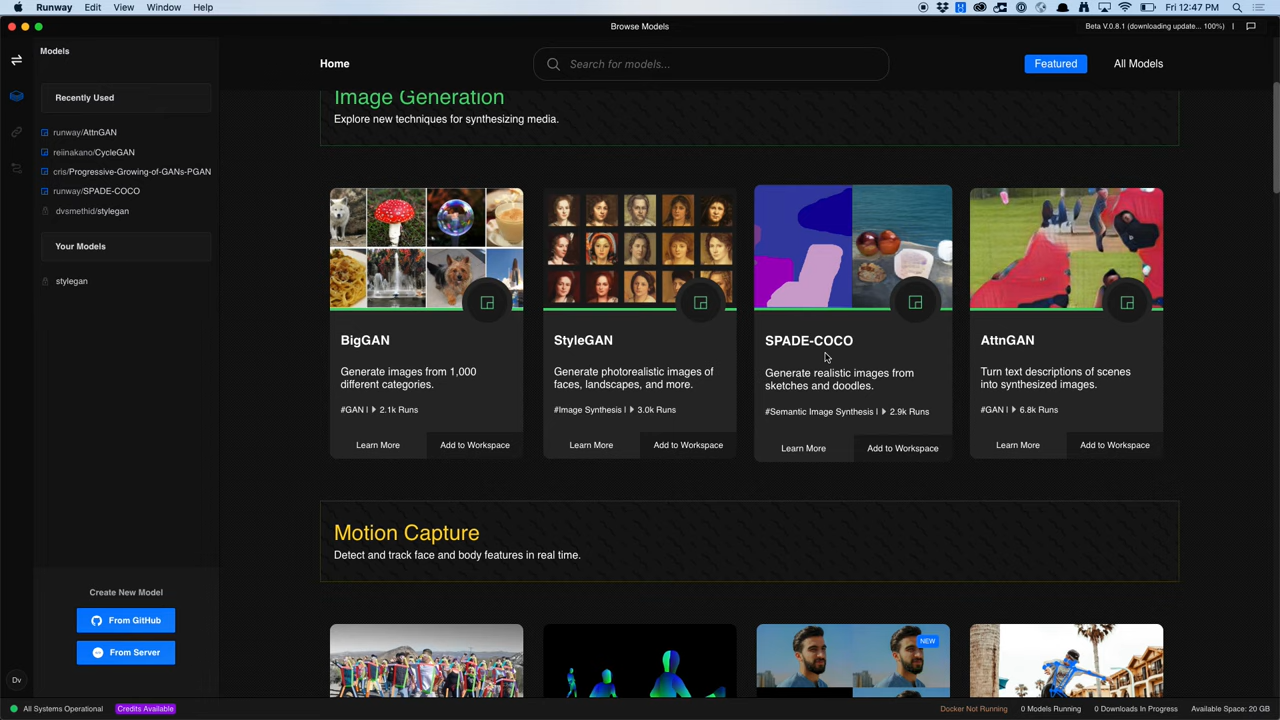 Runway Edit View Window Help
Fri 12:47 PM
Browse Models
Beta V.0.8.1 (downloading update... 100%)
Models
Recently Used
runway/AttnGAN
reiinakano/CycleGAN
cris/Progressive-Growing-of-GANs-PGAN
runway/SPADE-COCO
dvsmethid/stylegan
Your Models
stylegan
Create New Model
From GitHub
From Server
Dv
Home
Search for models...
Featured
All Models
Image Generation
Explore new techniques for synthesizing media.
BigGAN
Generate images from 1,000
different categories.
#GAN | 2.1k Runs
Learn More
Add to Workspace
StyleGAN
Generate photorealistic images of
faces, landscapes, and more.
#Image Synthesis | 3.0k Runs
Learn More
Add to Workspace
SPADE-COCO
Generate realistic images from
sketches and doodles.
#Semantic Image Synthesis | 2.9k Runs
Learn More
Add to Workspace
AttnGAN
Turn text descriptions of scenes
into synthesized images.
#GAN | 6.8k Runs
Learn More
Add to Workspace
Motion Capture
Detect and track face and body features in real time.
NEW
All Systems Operational
Credits Available
Docker Not Running
0 Models Running
0 Downloads In Progress
Available Space: 20 GB